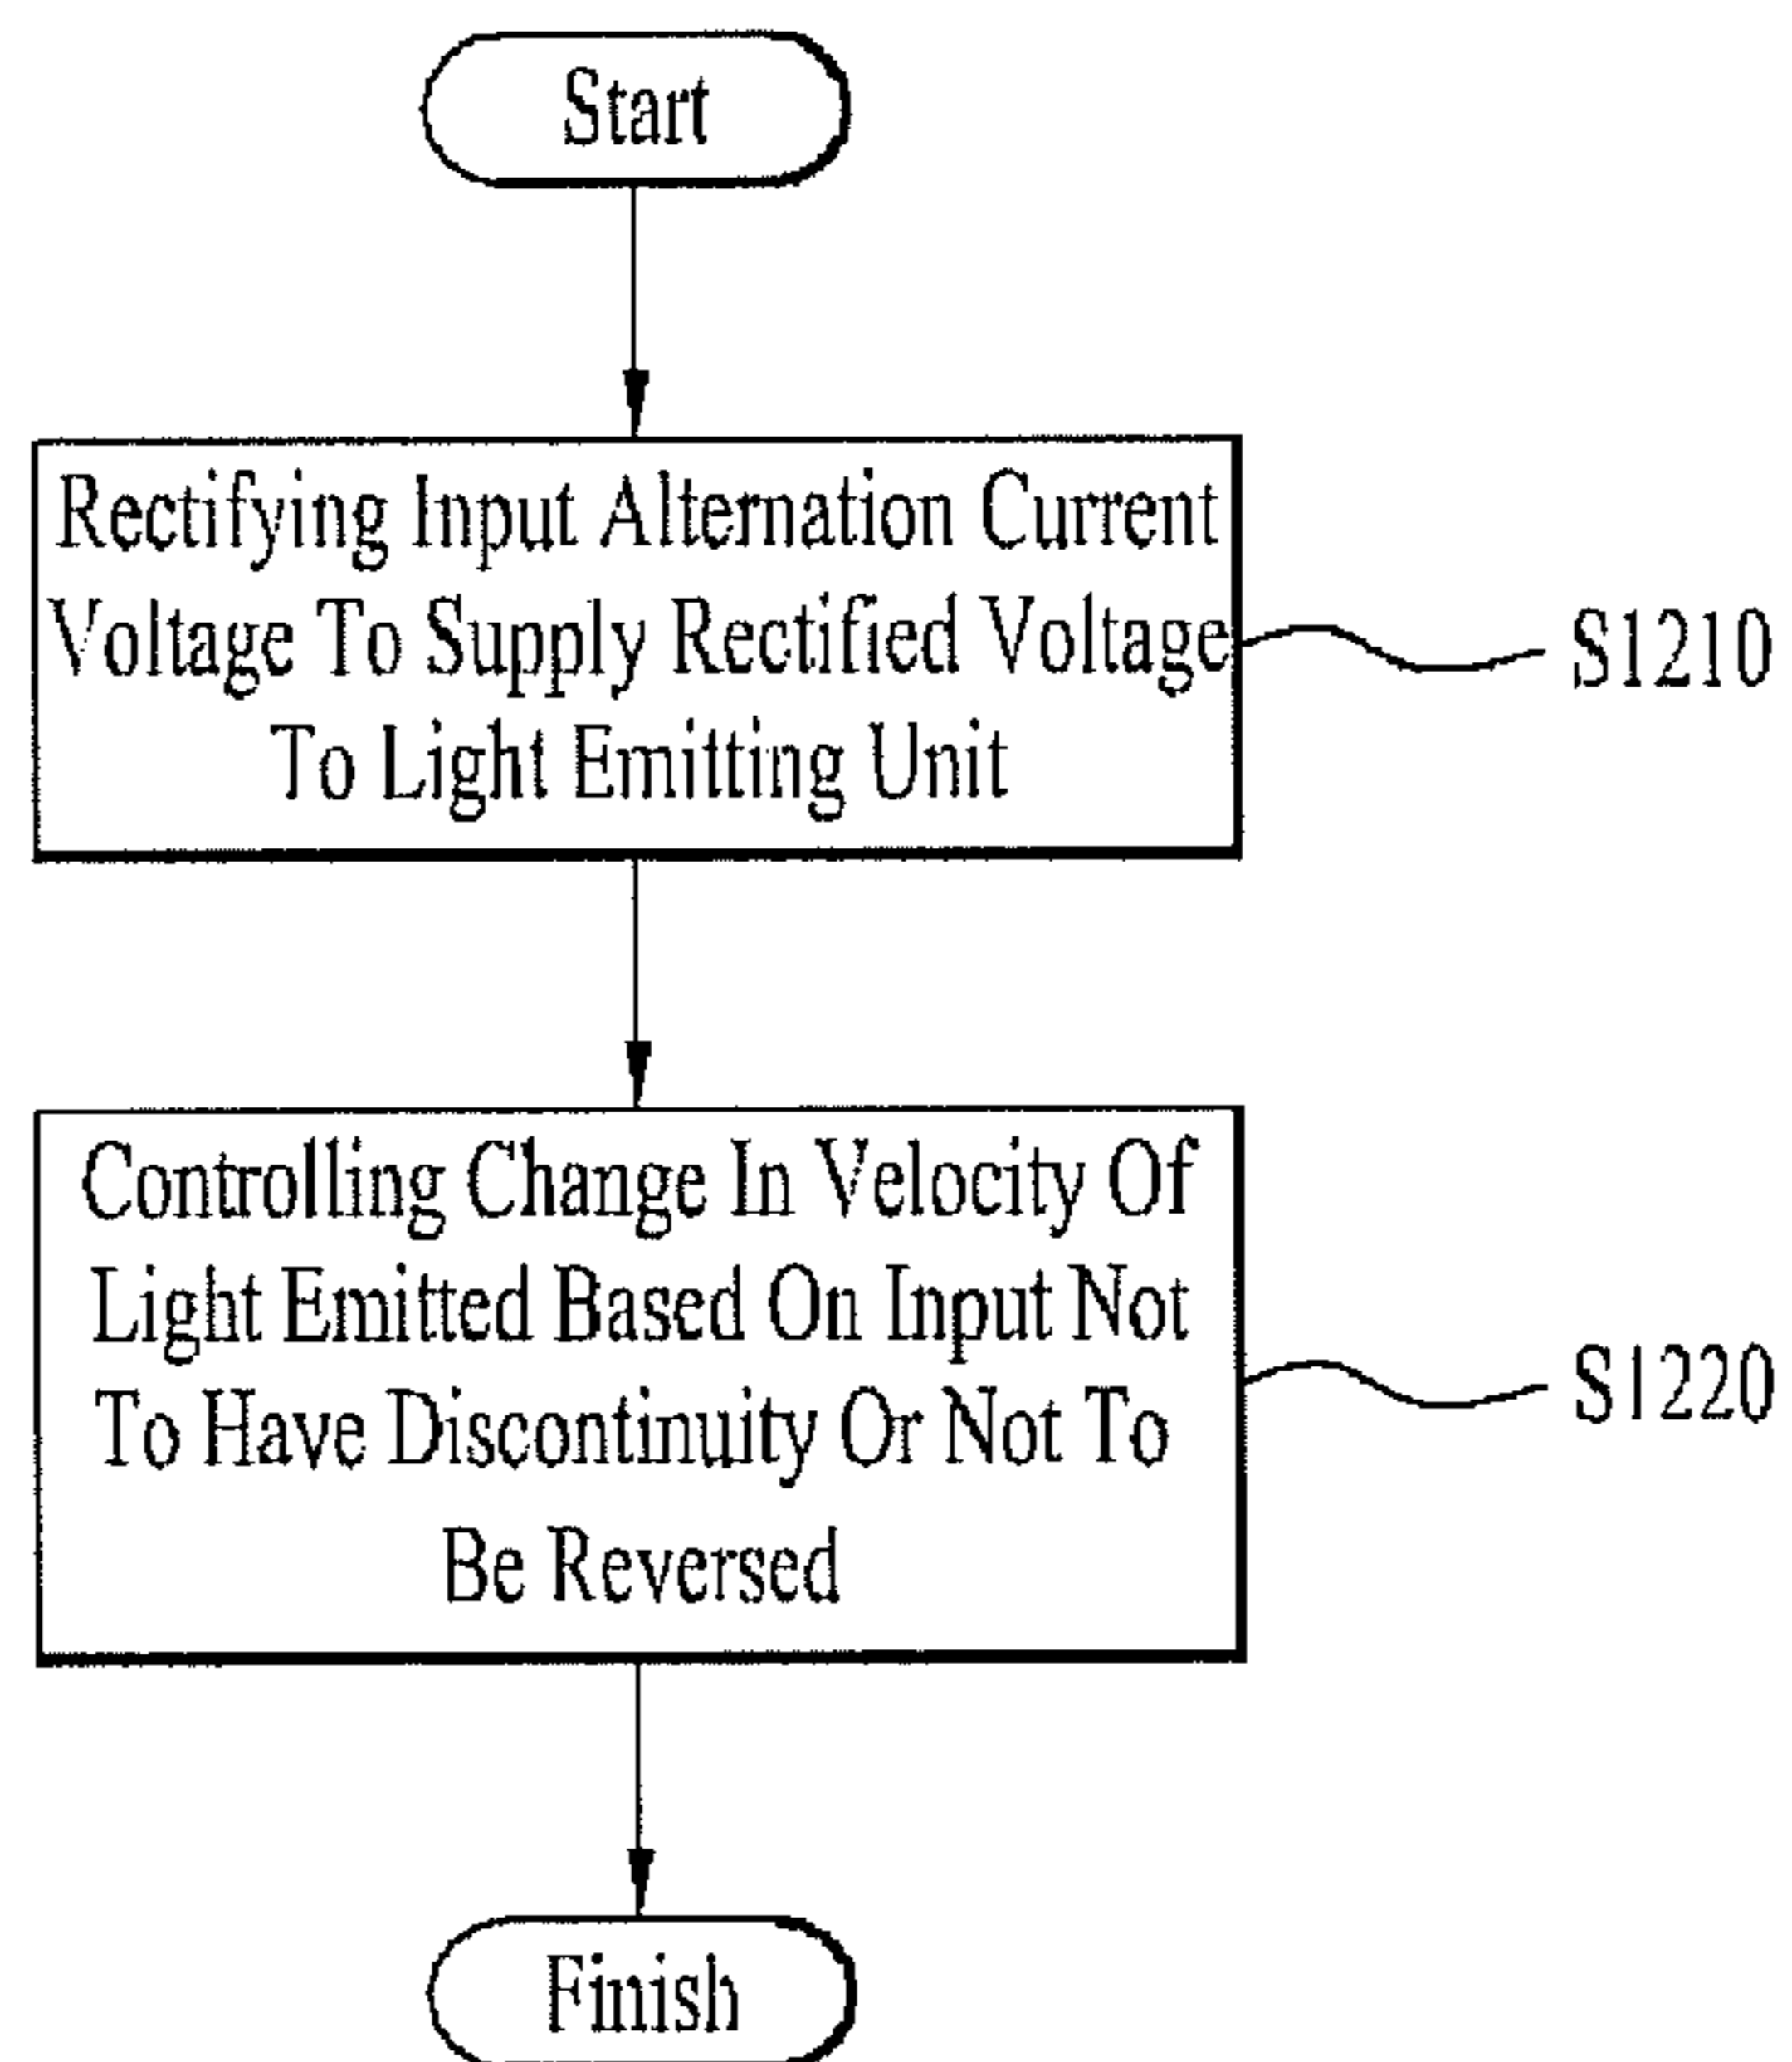 Start
Rectifying Input Alternation Current
Voltage To Supply Rectified Voltage
To Light Emitting Unit
S1210
Controlling Change In Velocity Of
Light Emitted Based On Input Not
To Have Discontinuity Or Not To
Be Reversed
S1220
Finish